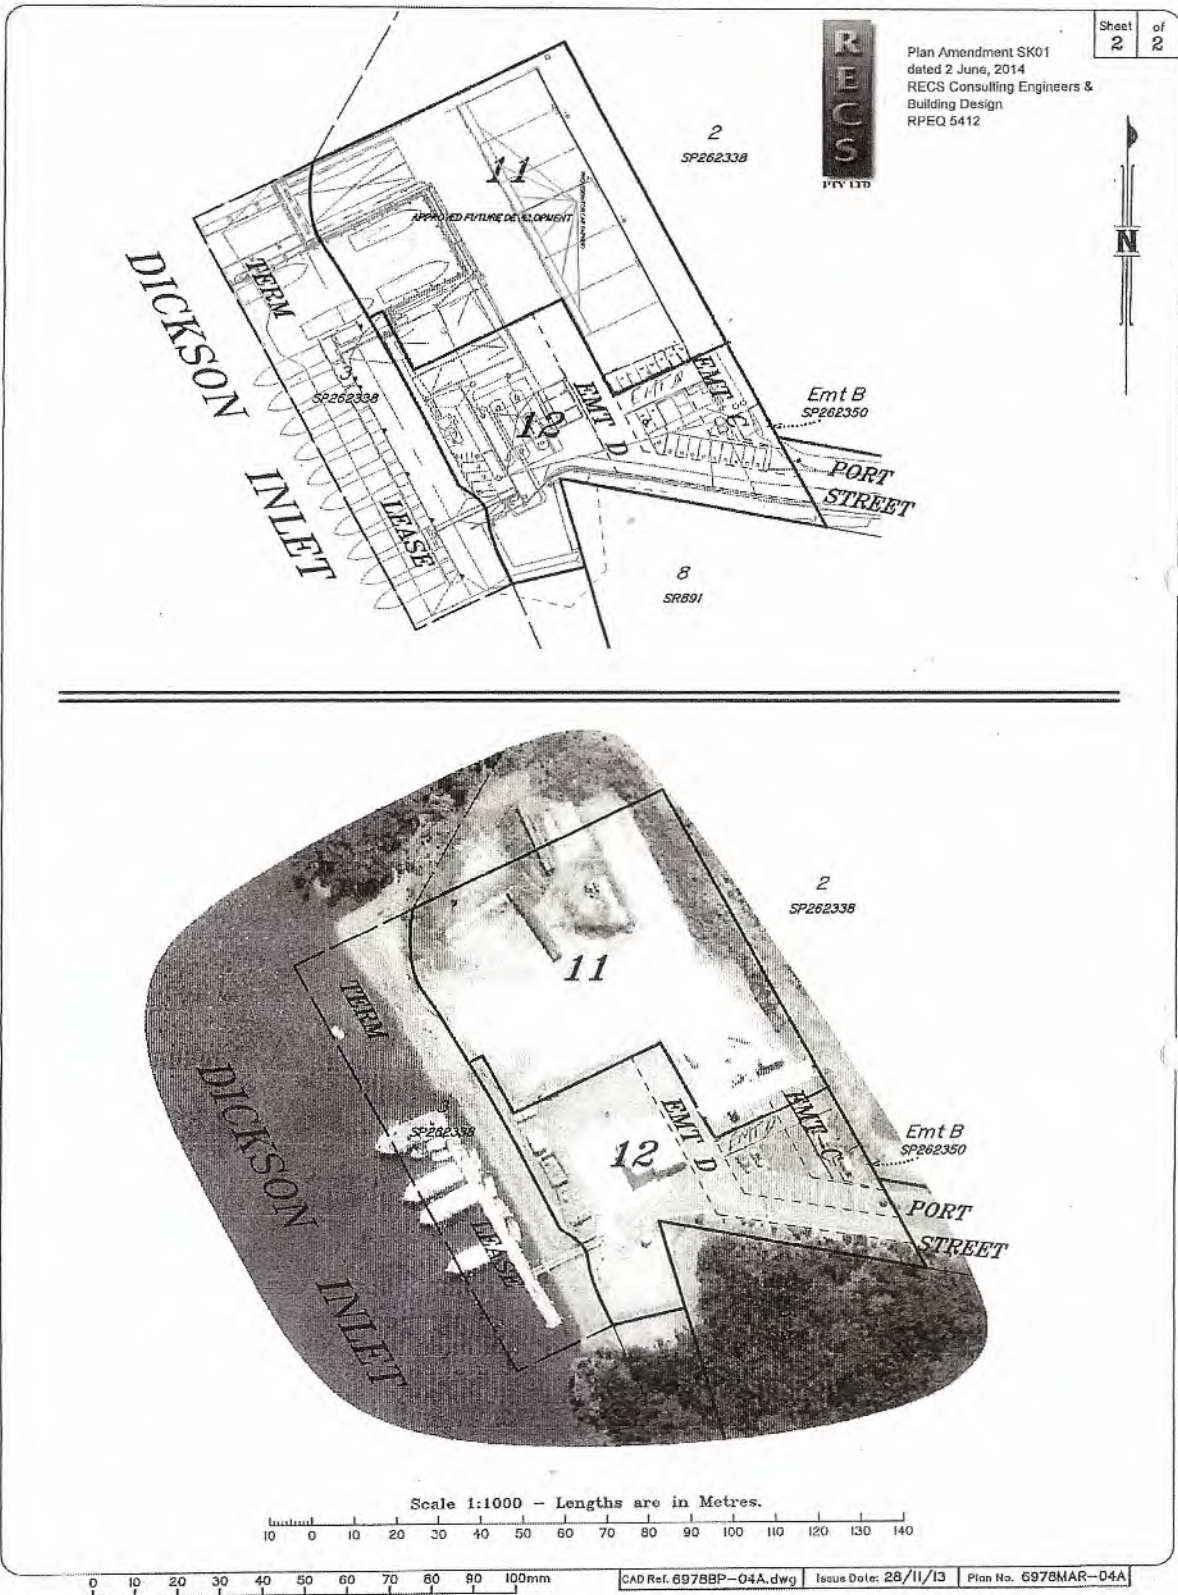 Sheet of
2 2
RECS
PTY LTD
Plan Amendment SK01
dated 2 June, 2014
RECS Consulting Engineers &
Building Design
RPEQ 5412
N
2
SP262338
11
APPROVED FUTURE DEVELOPMENT
TERM
DICKSON
SP262338
EMT C
EMT D
Emt B
SP262350
12
INLET
PORT
STREET
LEASE
8
SR891
2
SP262338
11
TERM
DICKSON
3
SP262338
EMT C
EMT D
Emt B
SP262350
12
PORT
STREET
LEASE
INLET
Scale 1:1000 – Lengths are in Metres.
10 0 10 20 30 40 50 60 70 80 90 100 110 120 130 140
0 10 20 30 40 50 60 70 80 90 100mm
CAD Ref. 6978BP-04A.dwg Issue Date: 28/11/13 Plan No. 6978MAR-04A